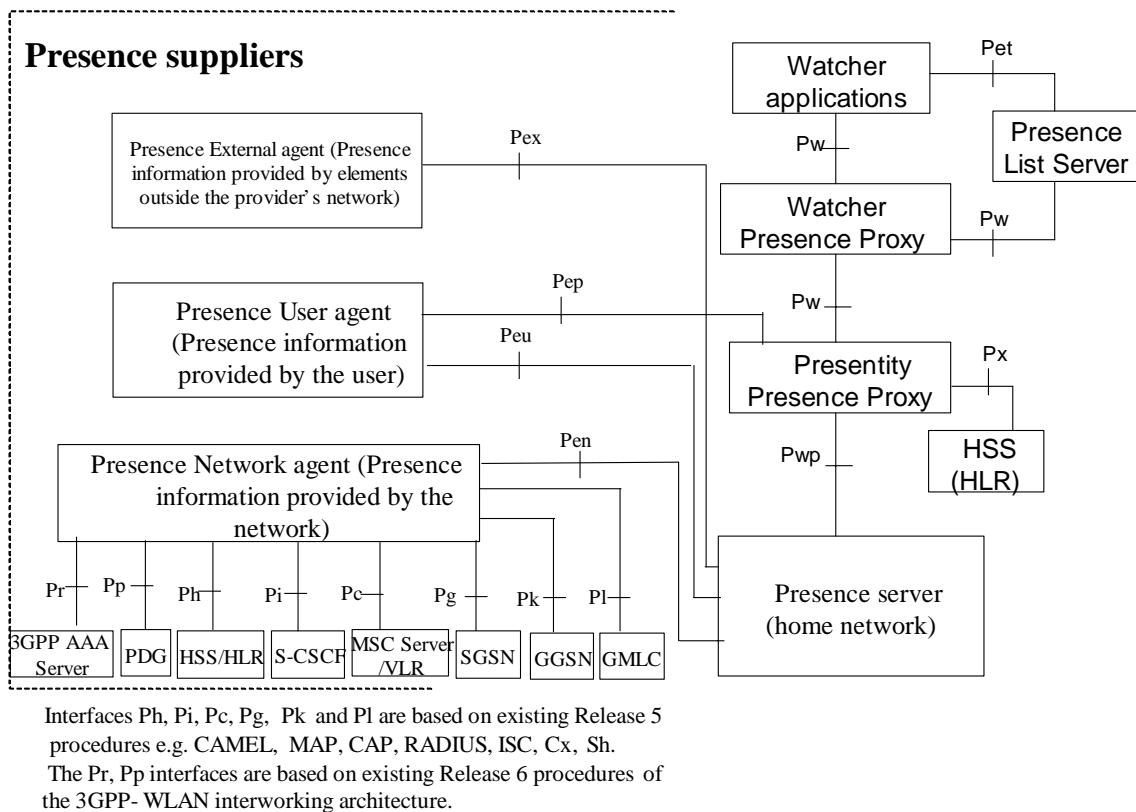 Presence suppliers
Presence External agent (Presence
information provided by elements
outside the provider's network)
Pex
Presence User agent
(Presence information
provided by the user)
Pep
Peu
Presence Network agent (Presence
information provided by the
network)
Pen
Pr
Pp
Ph
Pi
Pc
Pg
Pk
Pl
3GPP AAA
Server
PDG
HSS/HLR
S-CSCF
MSC Server
/VLR
SGSN
GGSN
GMLC
Watcher
applications
Pet
Presence
List Server
Pw
Watcher
Presence Proxy
Pw
Pw
Presentity
Presence Proxy
Px
HSS
(HLR)
Pwp
Presence server
(home network)
Interfaces Ph, Pi, Pc, Pg, Pk and Pl are based on existing Release 5
procedures e.g. CAMEL, MAP, CAP, RADIUS, ISC, Cx, Sh.
The Pr, Pp interfaces are based on existing Release 6 procedures of
the 3GPP- WLAN interworking architecture.